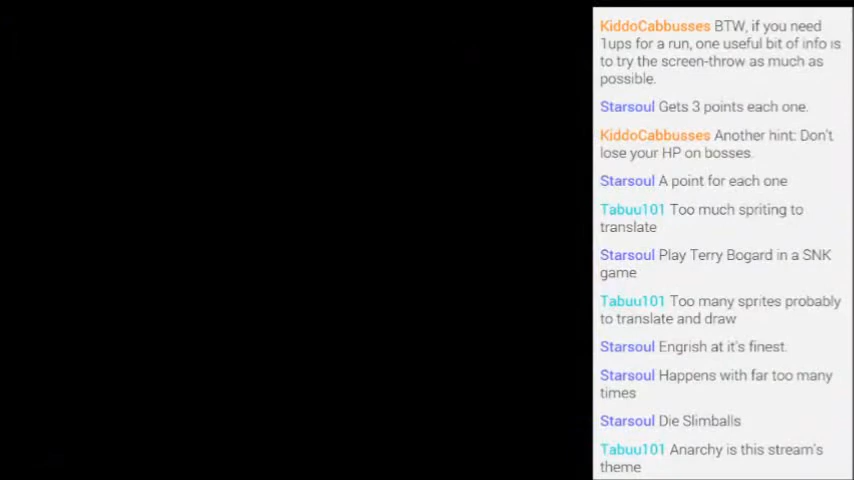 KiddoCabbusses BTW, if you need
1ups for a run, one useful bit of info is
to try the screen-throw as much as
possible.
Starsoul Gets 3 points each one.
KiddoCabbusses Another hint: Don't
lose your HP on bosses.
Starsoul A point for each one
Tabuu101 Too much spriting to
translate
Starsoul Play Terry Bogard in a SNK
game
Tabuu101 Too many sprites probably
to translate and draw
Starsoul Engrish at it's finest.
Starsoul Happens with far too many
times
Starsoul Die Slimballs
Tabuu101 Anarchy is this stream's
theme